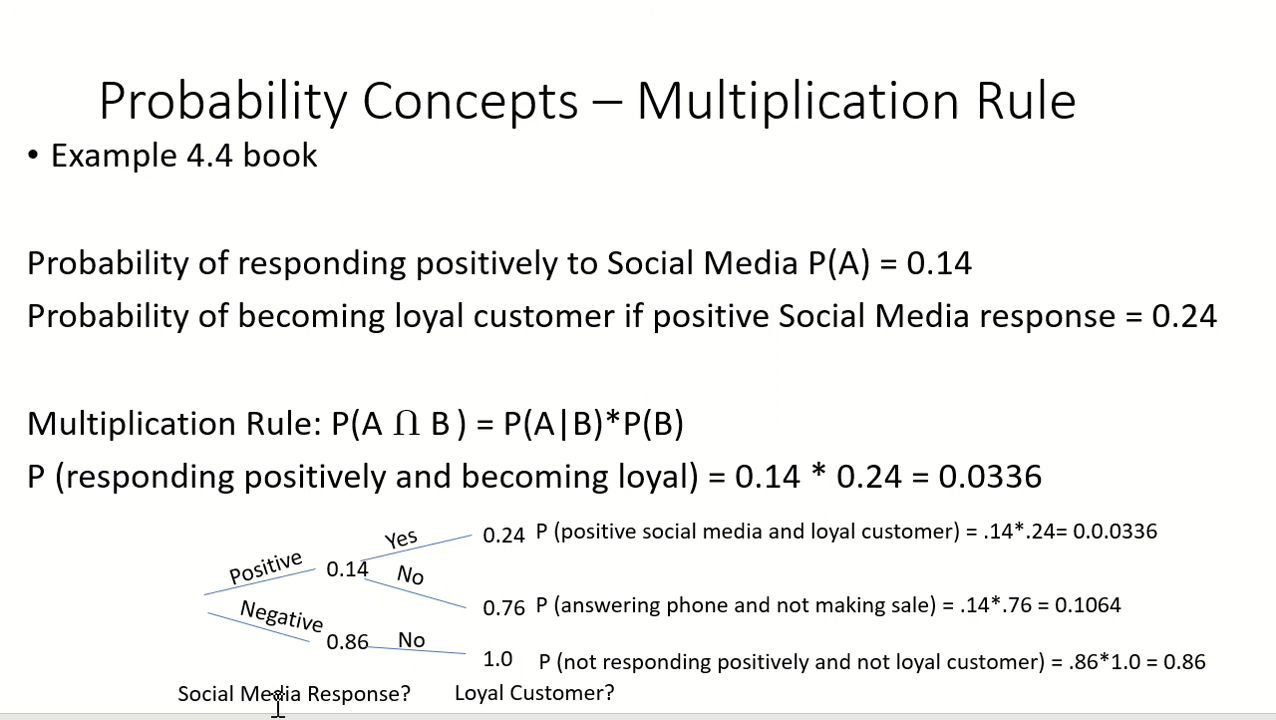 Probability Concepts – Multiplication Rule
• Example 4.4 book
Probability of responding positively to Social Media P(A) = 0.14
Probability of becoming loyal customer if positive Social Media response = 0.24
Multiplication Rule: P(A ⋂ B ) = P(A|B)*P(B)
P (responding positively and becoming loyal) = 0.14 * 0.24 = 0.0336
Yes
0.24 P (positive social media and loyal customer) = .14*.24= 0.0.0336
Positive
0.14
No
0.76 P (answering phone and not making sale) = .14*.76 = 0.1064
Negative
0.86
No
1.0 P (not responding positively and not loyal customer) = .86*1.0 = 0.86
Social Media Response?
Loyal Customer?